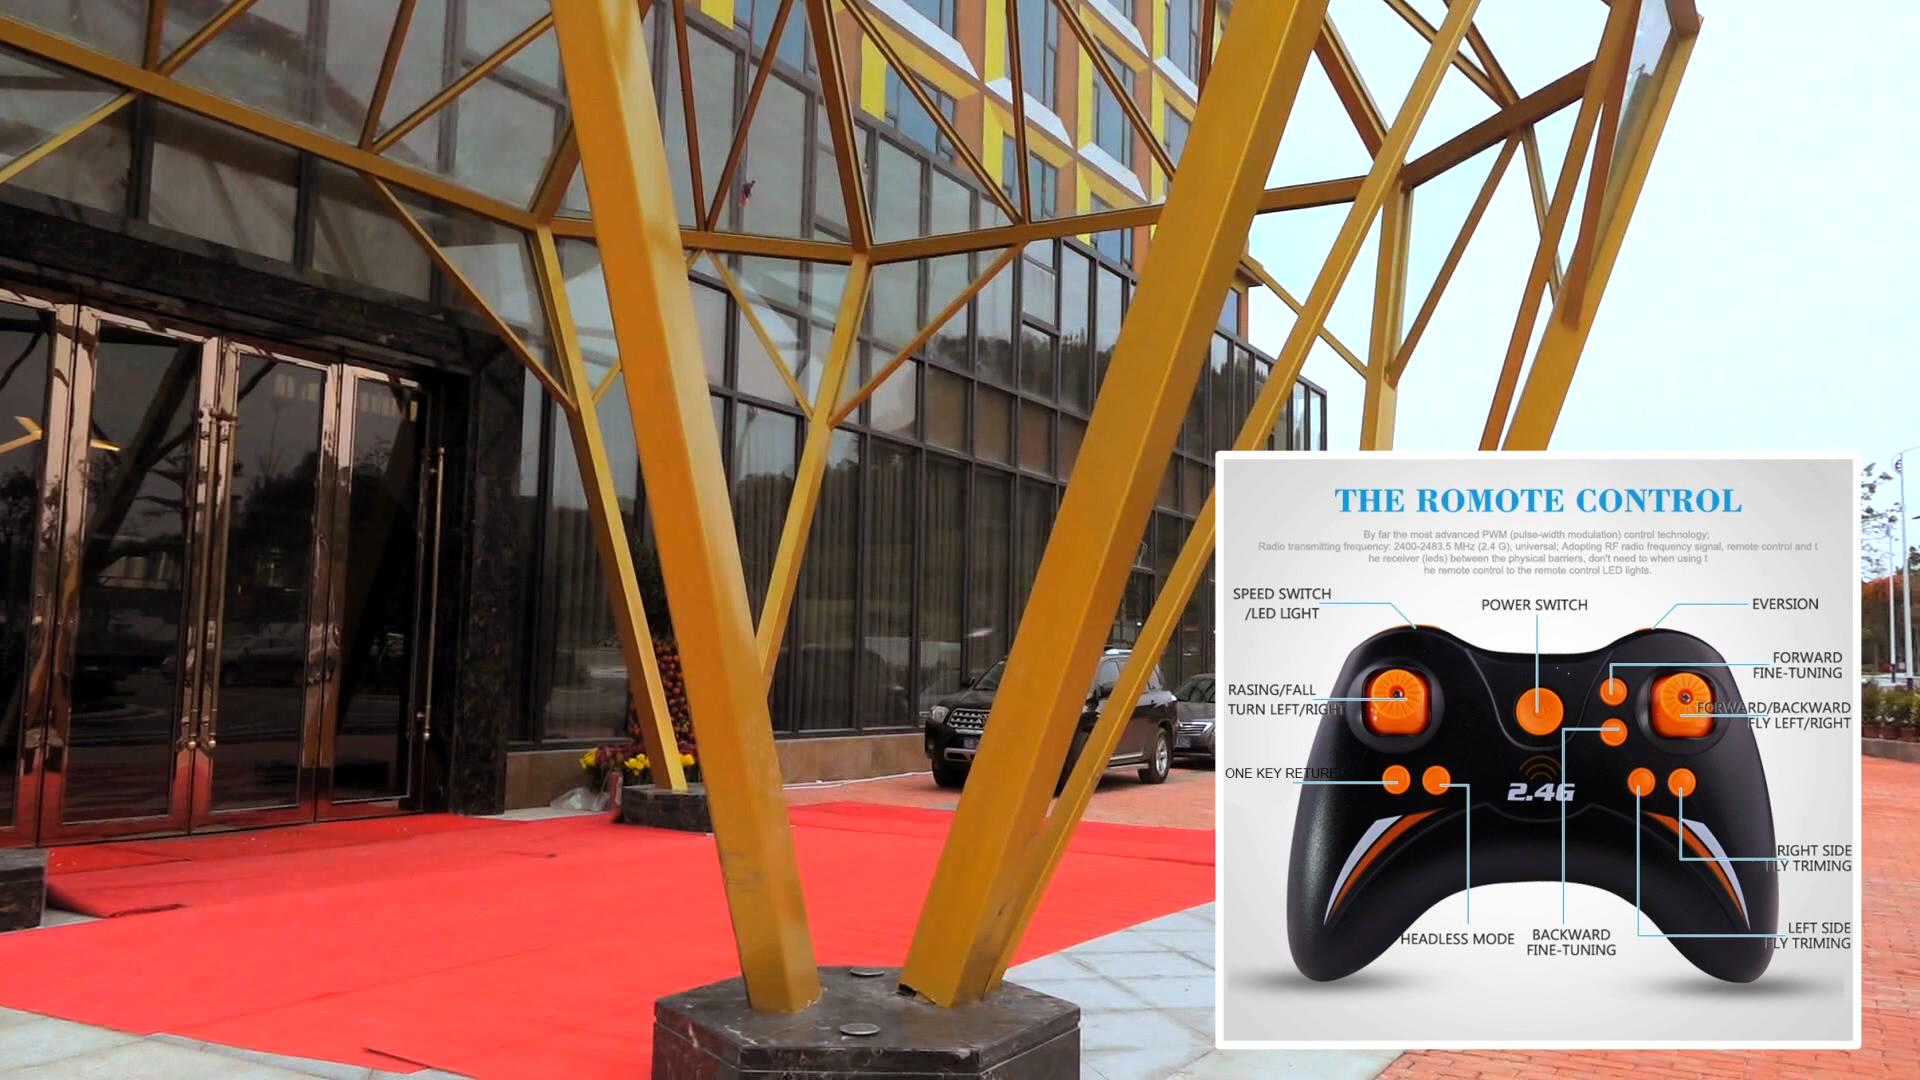 THE ROMOTE CONTROL
By far the most advanced PWM (pulse-width modulation) control technology;
Radio transmitting frequency: 2400-2483.5 MHz (2.4 G), universal; Adopting RF radio frequency signal, remote control and t
he receiver (leds) between the physical barriers, don't need to when using t
he remote control to the remote control LED lights.
SPEED SWITCH
/LED LIGHT
POWER SWITCH
EVERSION
FORWARD
FINE-TUNING
RASING/FALL
TURN LEFT/RIGHT
FORWARD/BACKWARD
FLY LEFT/RIGHT
ONE KEY RETURE
2.4G
RIGHT SIDE
FLY TRIMING
HEADLESS MODE
BACKWARD
FINE-TUNING
LEFT SIDE
FLY TRIMING